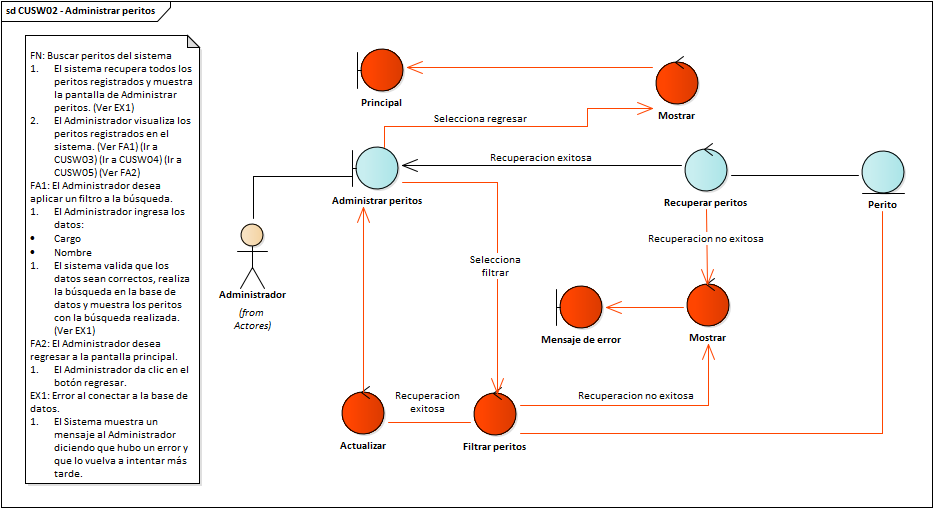 sd CUSW02 - Administrar peritos
FN: Buscar peritos del sistema
1. El sistema recupera todos los
peritos registrados y muestra
la pantalla de Administrar
peritos. (Ver EX1)
2. El Administrador visualiza los
peritos registrados en el
sistema. (Ver FA1) (Ir a
CUSW03) (Ir a CUSW04) (Ir a
CUSW05) (Ver FA2)
FA1: El Administrador desea
aplicar un filtro a la búsqueda.
1. El Administrador ingresa los
datos:
• Cargo
• Nombre
1. El sistema valida que los
datos sean correctos, realiza
la búsqueda en la base de
datos y muestra los peritos
con la búsqueda realizada.
(Ver EX1)
FA2: El Administrador desea
regresar a la pantalla principal.
1. El Administrador da clic en el
botón regresar.
EX1: Error al conectar a la base de
datos.
1. El Sistema muestra un
mensaje al Administrador
diciendo que hubo un error y
que lo vuelva a intentar más
tarde.
Principal
Mostrar
Selecciona regresar
Recuperacion exitosa
Administrar peritos
Recuperar peritos
Perito
Recuperacion no exitosa
Selecciona
filtrar
Administrador
(from
Actores)
Mensaje de error
Mostrar
Recuperacion
exitosa
Recuperacion no exitosa
Actualizar
Filtrar peritos